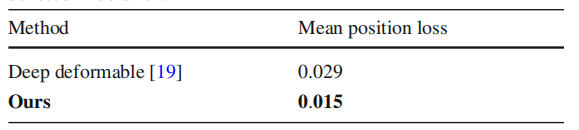 Method Mean position loss
Deep deformable [19] 0.029
Ours 0.015